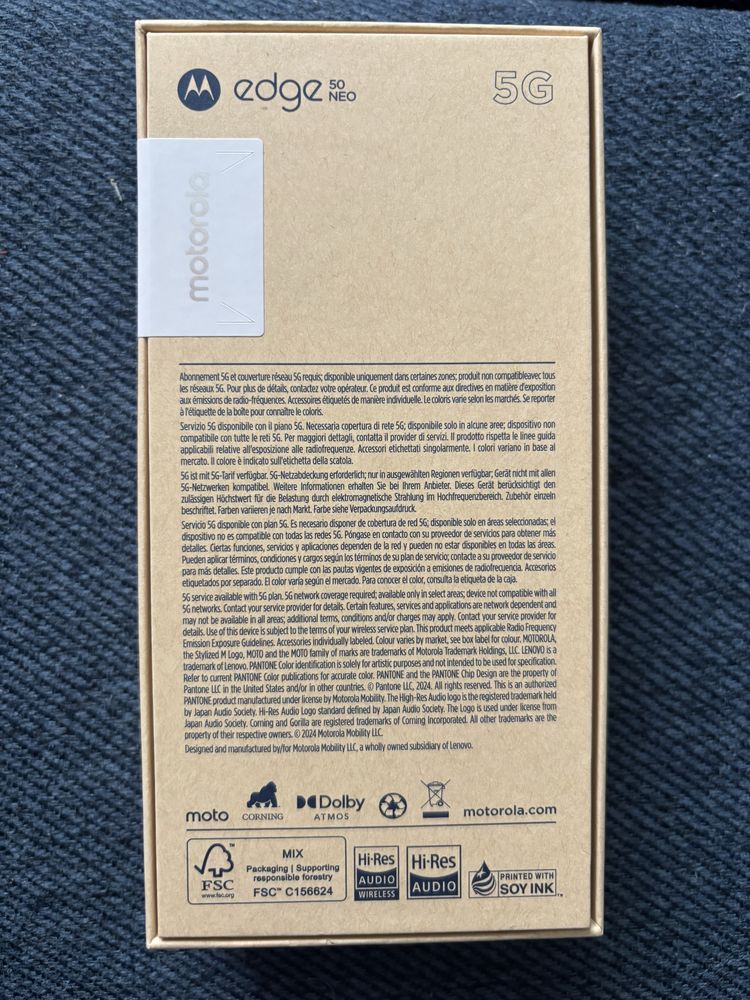 edge 50 NEO 5G
motorola
Abonnement 5G et couverture réseau 5G requis; disponible uniquement dans certaines zones; produit non compatibleavec tous
les réseaux 5G. Pour plus de détails, contactez votre opérateur. Ce produit est conforme aux directives en matière d'exposition
aux émissions de radio-fréquences. Accessoires étiquetés de manière individuelle. Le coloris varie selon les marchés. Se reporter
à l'étiquette de la boîte pour connaître le coloris.
Servizio 5G disponibile con il piano 5G. Necessaria copertura di rete 5G; disponibile solo in alcune aree; dispositivo non
compatibile con tutte le reti 5G. Per maggiori dettagli, contatta il provider di servizi. Il prodotto rispetta le linee guida
applicabili relative all'esposizione alle radiofrequenze. Accessori etichettati singolarmente. I colori variano in base al
mercato. Il colore è indicato sull'etichetta della scatola.
5G ist mit 5G-Tarif verfügbar. 5G-Netzabdeckung erforderlich; nur in ausgewählten Regionen verfügbar; Gerät nicht mit allen
5G-Netzwerken kompatibel. Weitere Informationen erhalten Sie bei Ihrem Anbieter. Dieses Gerät berücksichtigt den
zulässigen Höchstwert für die Belastung durch elektromagnetische Strahlung im Hochfrequenzbereich. Zubehör einzeln
beschriftet. Farben variieren je nach Markt. Farbe siehe Verpackungsaufdruck.
Servicio 5G disponible con plan 5G. Es necesario disponer de cobertura de red 5G; disponible solo en áreas seleccionadas; el
dispositivo no es compatible con todas las redes 5G. Póngase en contacto con su proveedor de servicios para obtener más
detalles. Ciertas funciones, servicios y aplicaciones dependen de la red y pueden no estar disponibles en todas las áreas.
Pueden aplicar términos, condiciones y cargos según los términos de su plan de servicio; contacte a su proveedor de servicio
para más detalles. Este producto cumple con las pautas vigentes de exposición a emisiones de radiofrecuencia. Accesorios
etiquetados por separado. El color varía según el mercado. Para conocer el color, consulta la etiqueta de la caja.
5G service available with 5G plan. 5G network coverage required; available only in select areas; device not compatible with all
5G networks. Contact your service provider for details. Certain features, services and applications are network dependent and
may not be available in all areas; additional terms, conditions and/or charges may apply. Contact your service provider for
details. Use of this device is subject to the terms of your wireless service plan. This product meets applicable Radio Frequency
Emission Exposure Guidelines. Accessories individually labeled. Colour varies by market, see box label for colour. MOTOROLA,
the Stylized M Logo, MOTO and the MOTO family of marks are trademarks of Motorola Trademark Holdings, LLC. LENOVO is a
trademark of Lenovo. PANTONE Color identification is solely for artistic purposes and not intended to be used for specification.
Refer to current PANTONE Color publications for accurate color. PANTONE and the PANTONE Chip Design are the property of
Pantone LLC in the United States and/or in other countries. © Pantone LLC, 2024. All rights reserved. This is an authorized
PANTONE product manufactured under license by Motorola Mobility. The High-Res Audio logo is the registered trademark held
by Japan Audio Society. Hi-Res Audio Logo standard defined by Japan Audio Society. The Logo is used under license from
Japan Audio Society. Corning and Gorilla are registered trademarks of Corning Incorporated. All other trademarks are the
property of their respective owners. © 2024 Motorola Mobility LLC.
Designed and manufactured by/for Motorola Mobility LLC, a wholly owned subsidiary of Lenovo.
moto CORNING Dolby ATMOS motorola.com
FSC™
www.fsc.org
MIX
Packaging | Supporting
responsible forestry
FSC™ C156624
Hi-Res
AUDIO
WIRELESS
Hi-Res
AUDIO
PRINTED WITH
SOY INK™